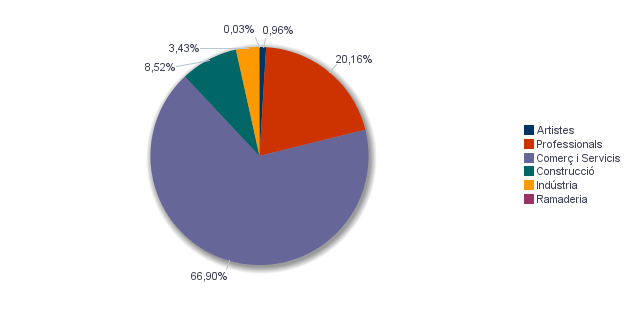 0,03%
0,96%
3,43%
20,16%
8,52%
66,90%
Artistes
Professionals
Comerç i Servicis
Construcció
Indústria
Ramaderia